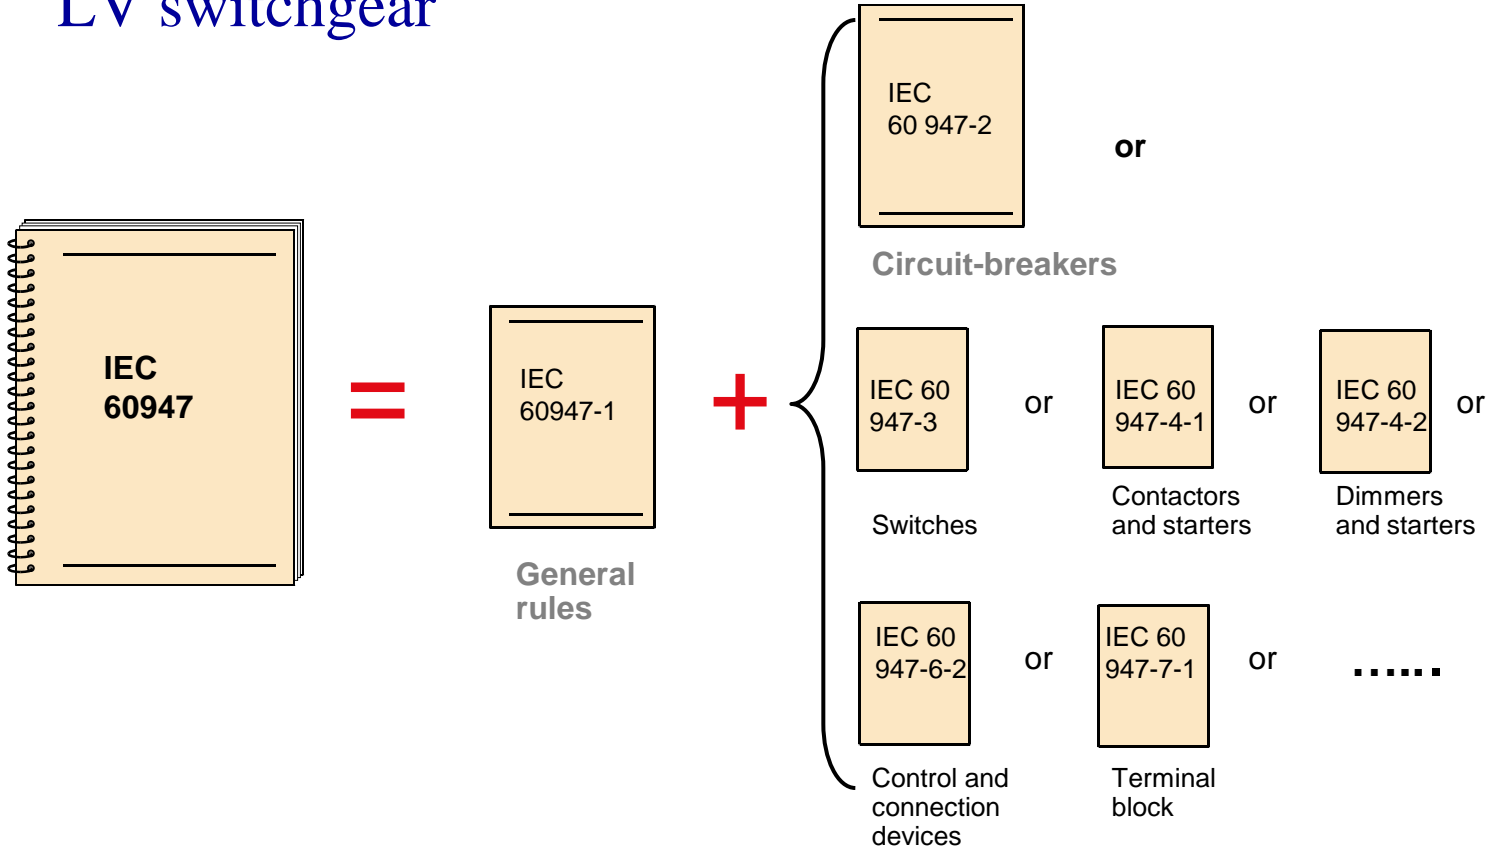 LV switchgear
IEC
60 947-2
or
Circuit-breakers
IEC
60947
=
IEC
60947-1
General
rules
+
IEC 60
947-3
or
IEC 60
947-4-1
or
IEC 60
947-4-2
or
Switches
Contactors
and starters
Dimmers
and starters
IEC 60
947-6-2
or
IEC 60
947-7-1
or
......
Control and
connection
devices
Terminal
block